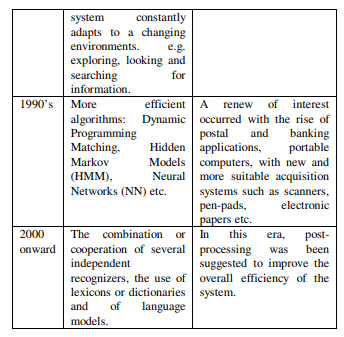 system constantly
adapts to a changing
environments. e.g.
exploring, looking and
searching for
information.
1990's
More efficient
algorithms: Dynamic
Programming
Matching, Hidden
Markov Models
(HMM), Neural
Networks (NN) etc.
A renew of interest
occurred with the rise of
postal and banking
applications, portable
computers, with new and
more suitable acquisition
systems such as scanners,
pen-pads, electronic
papers etc.
2000
onward
The combination or
cooperation of several
independent
recognizers, the use of
lexicons or dictionaries
and of language
models.
In this era, post-
processing was been
suggested to improve the
overall efficiency of the
system.